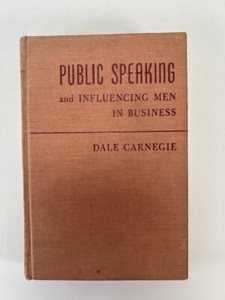 PUBLIC SPEAKING
and INFLUENCING MEN
IN BUSINESS
DALE CARNEGIE